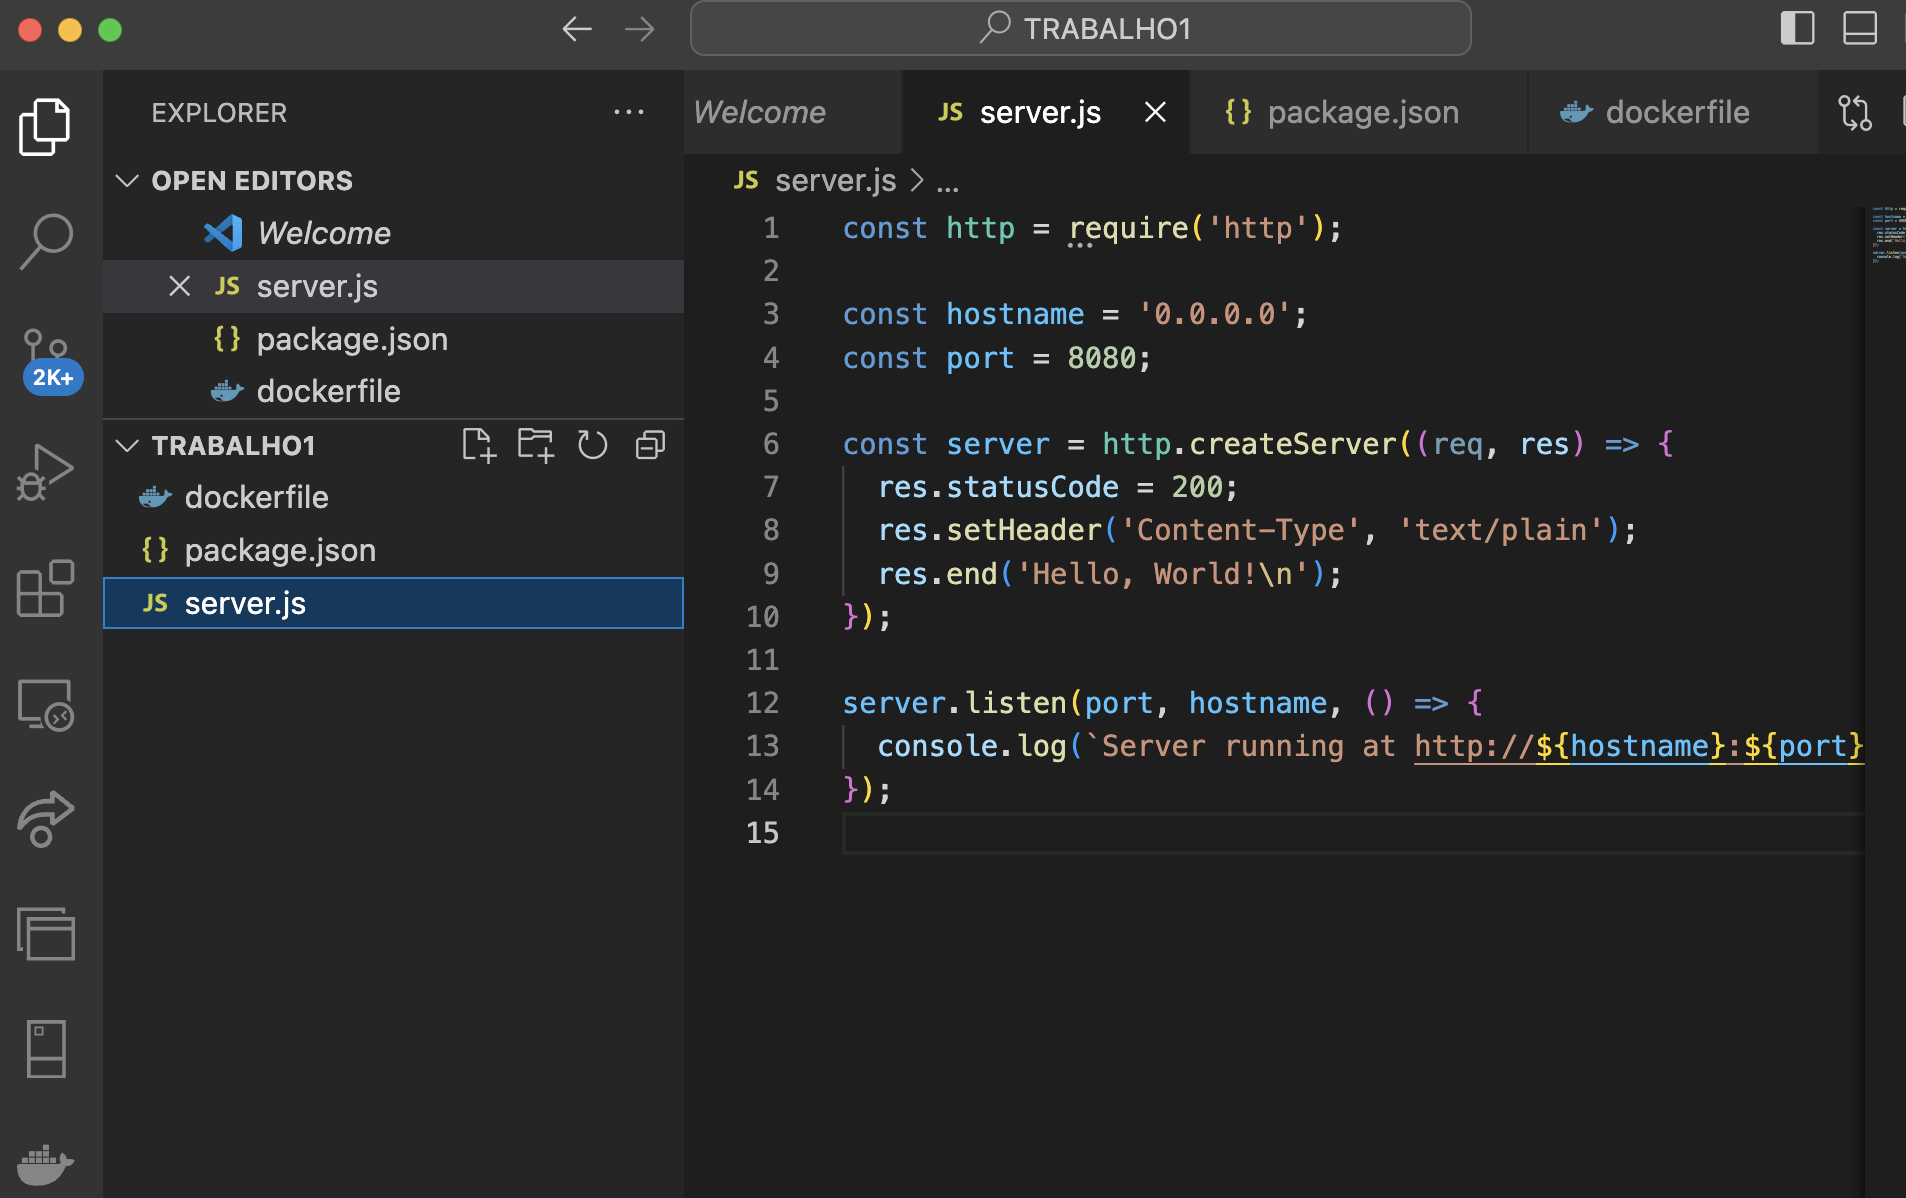 TRABALHO1
EXPLORER
OPEN EDITORS
Welcome
JS server.js
{} package.json
dockerfile
TRABALHO1
dockerfile
{} package.json
JS server.js
2K+
Welcome
JS server.js
{} package.json
dockerfile
JS server.js > ...
1 const http = require('http');
2
3 const hostname = '0.0.0.0';
4 const port = 8080;
5
6 const server = http.createServer((req, res) => {
7 res.statusCode = 200;
8 res.setHeader('Content-Type', 'text/plain');
9 res.end('Hello, World!\n');
10 });
11
12 server.listen(port, hostname, () => {
13 console.log(`Server running at http://${hostname}:${port}
14 });
15